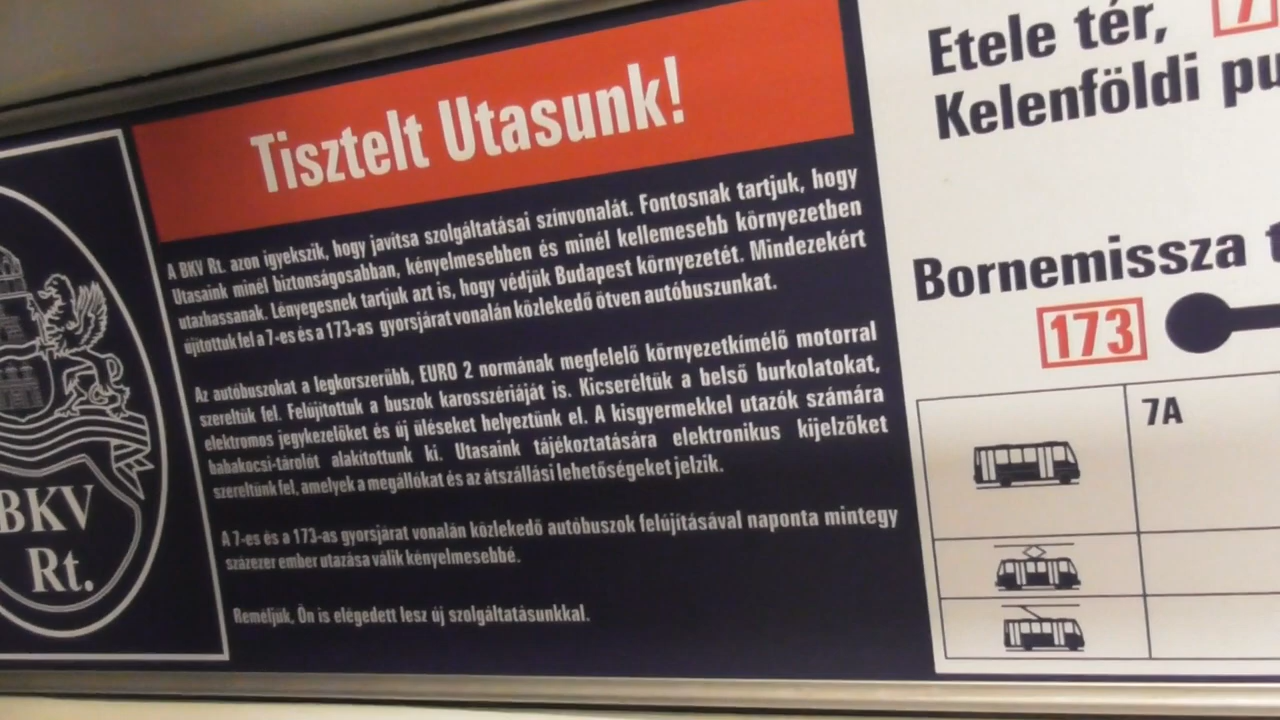 Tisztelt Utasunk!
A BKV Rt. azon igyekszik, hogy javítsa szolgáltatásai színvonalát. Fontosnak tartjuk, hogy
Utasaink minél biztonságosabban, kényelmesebben és minél kellemesebb környezetben
utazhassanak. Lényegesnek tartjuk azt is, hogy védjük Budapest környezetét. Mindezekért
újítottuk fel a 7-es és a 173-as gyorsjárat vonalán közlekedő ötven autóbuszunkat.
Az autóbuszokat a legkorszerűbb, EURO 2 normának megfelelő környezetkímélő motorral
szereltük fel. Felújítottuk a buszok karosszériáját is. Kicseréltük a belső burkolatokat,
elektromos jegykezelőket és új üléseket helyeztünk el. A kisgyermekkel utazók számára
babakocsi-tárolót alakítottunk ki. Utasaink tájékoztatására elektronikus kijelzőket
szereltünk fel, amelyek a megállókat és az átszállási lehetőségeket jelzik.
A 7-es és a 173-as gyorsjárat vonalán közlekedő autóbuszok felújításával naponta mintegy
százezer ember utazása válik kényelmesebbé.
Reméljük, Ön is elégedett lesz új szolgáltatásunkkal.
BKV
Rt.
Etele tér, 7
Kelenföldi pu
Bornemissza t
173
7A